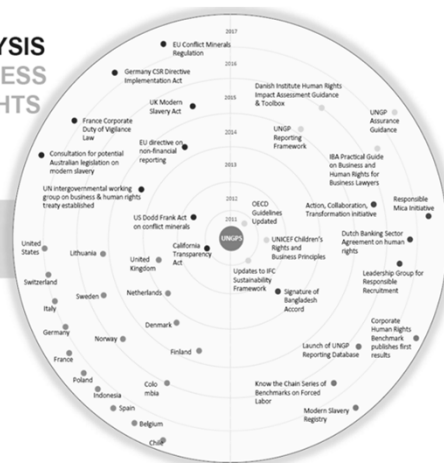 LYSIS
ESS
HTS
2017
2016
2015
2014
2013
2012
2011
UNGPS
EU Conflict Minerals
Regulation
Germany CSR Directive
Implementation Act
UK Modern
Slavery Act
France Corporate
Duty of Vigilance
Law
EU directive on
non-financial
reporting
Consultation for potential
Australian legislation on
modern slavery
UN intergovernmental working
group on business & human rights
treaty established
US Dodd Frank Act
on conflict minerals
California
Transparency
Act
Danish Institute Human Rights
Impact Assessment Guidance
& Toolbox
UNGP
Assurance
Guidance
UNGP
Reporting
Framework
IBA Practical Guide
on Business and
Human Rights for
Business Lawyers
OECD
Guidelines
Updated
Action, Collaboration,
Transformation Initiative
Responsible
Mica Initiative
UNICEF Children's
Rights and
Business Principles
Dutch Banking Sector
Agreement on human
rights
Updates to IFC
Sustainability
Framework
Leadership Group for
Responsible
Recruitment
Signature of
Bangladesh
Accord
Corporate
Human Rights
Benchmark
publishes first
results
Launch of UNGP
Reporting Database
Know the Chain Series of
Benchmarks on Forced
Labor
Modern Slavery
Registry
United
States
Lithuania
United
Kingdom
Switzerland
Sweden
Netherlands
Italy
Germany
Norway
Denmark
France
Finland
Poland
Indonesia
Colo
mbia
Spain
Belgium
Chile